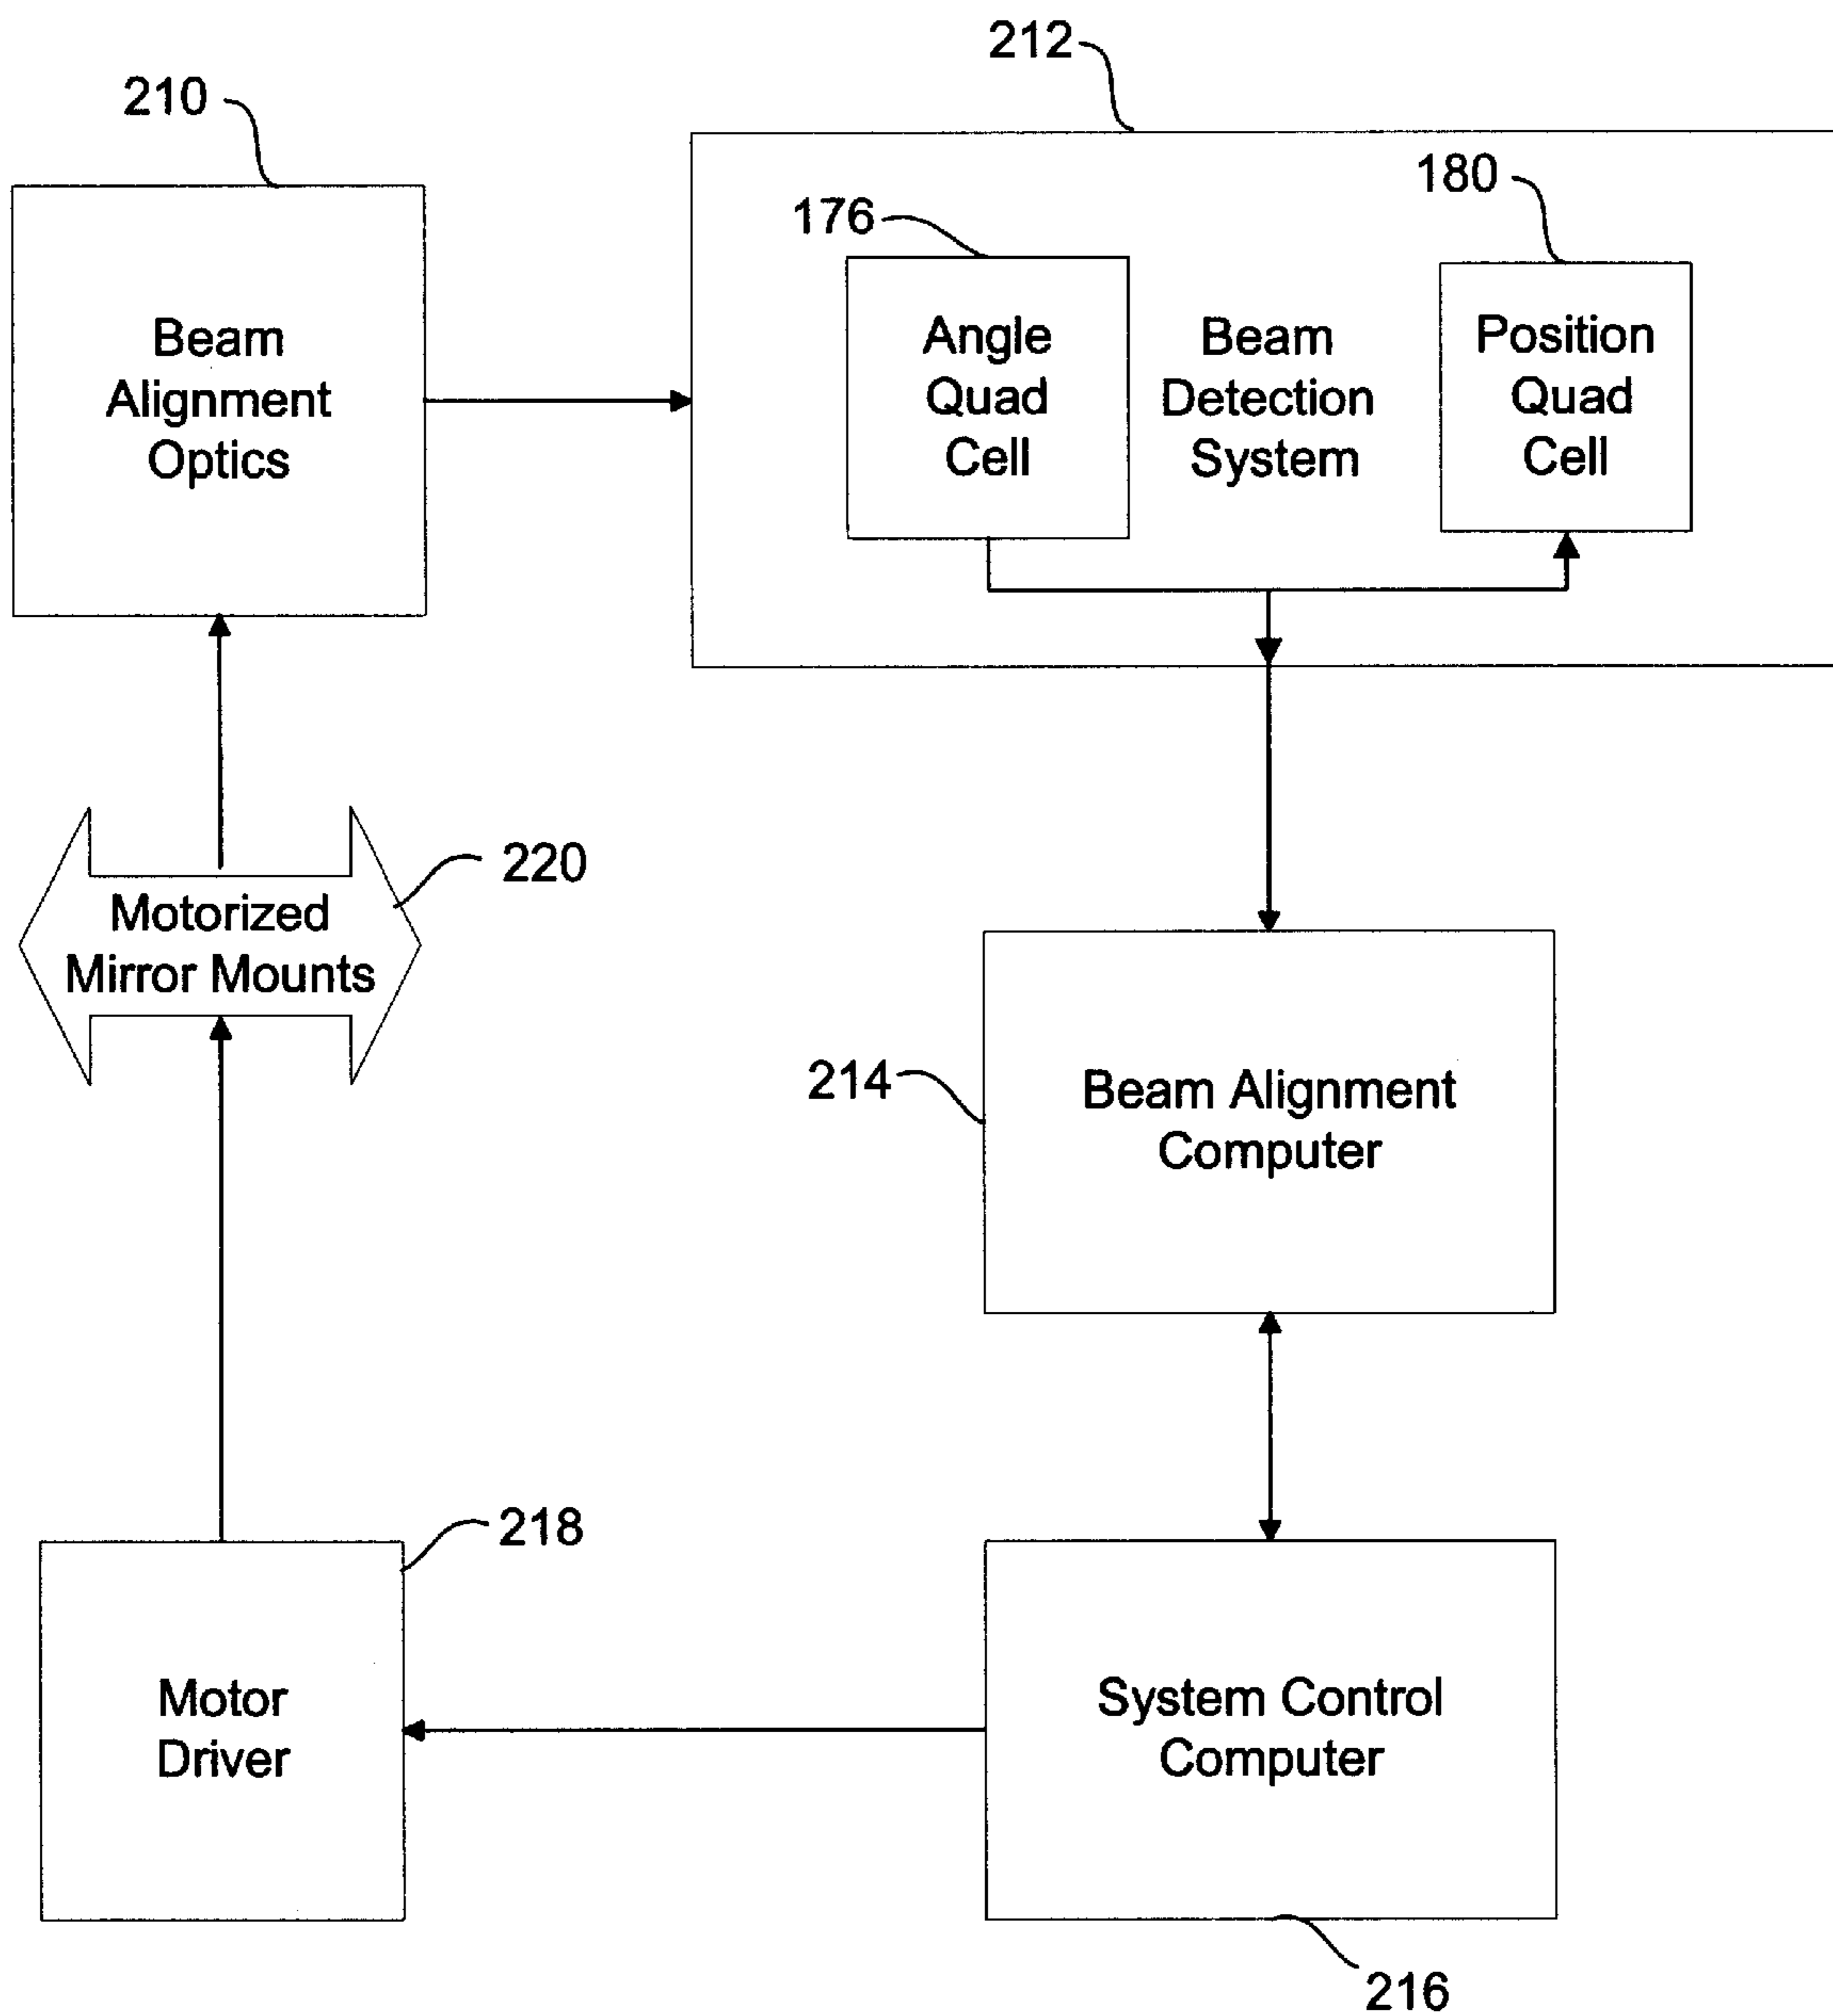 212
210
180
176
Beam
Alignment
Optics
Angle
Quad
Cell
Beam
Detection
System
Position
Quad
Cell
220
Motorized
Mirror Mounts
214
Beam Alignment
Computer
218
Motor
Driver
System Control
Computer
216